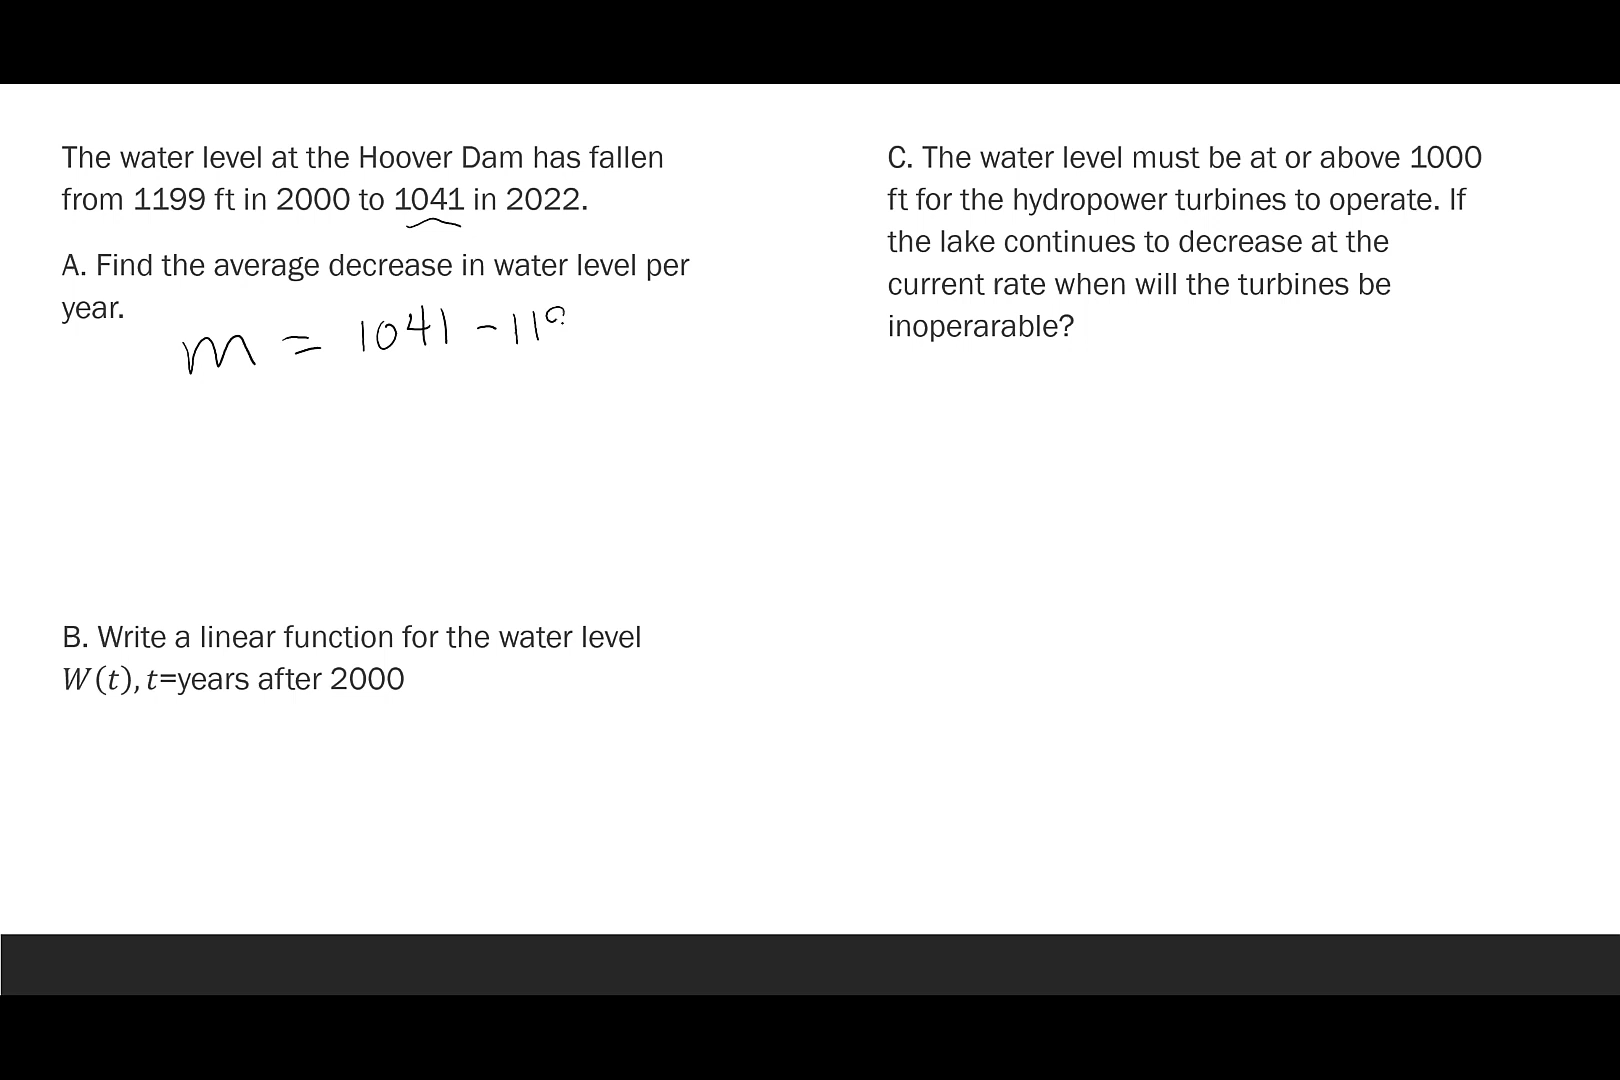 The water level at the Hoover Dam has fallen
from 1199 ft in 2000 to 1041 in 2022.
A. Find the average decrease in water level per
year.
m = 1041 - 11
B. Write a linear function for the water level
W(t), t=years after 2000
C. The water level must be at or above 1000
ft for the hydropower turbines to operate. If
the lake continues to decrease at the
current rate when will the turbines be
inoperarable?